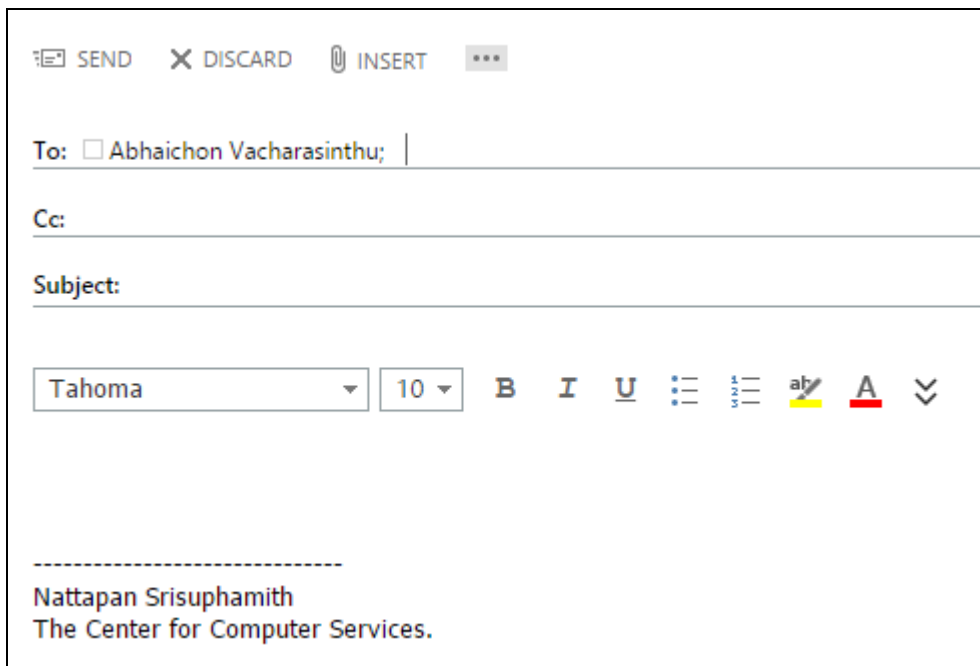 SEND DISCARD INSERT •••
To: Abhaichon Vacharasinthu;
Cc:
Subject:
Tahoma 10 B I U ab A
--------------------------------
Nattapan Srisuphamith
The Center for Computer Services.